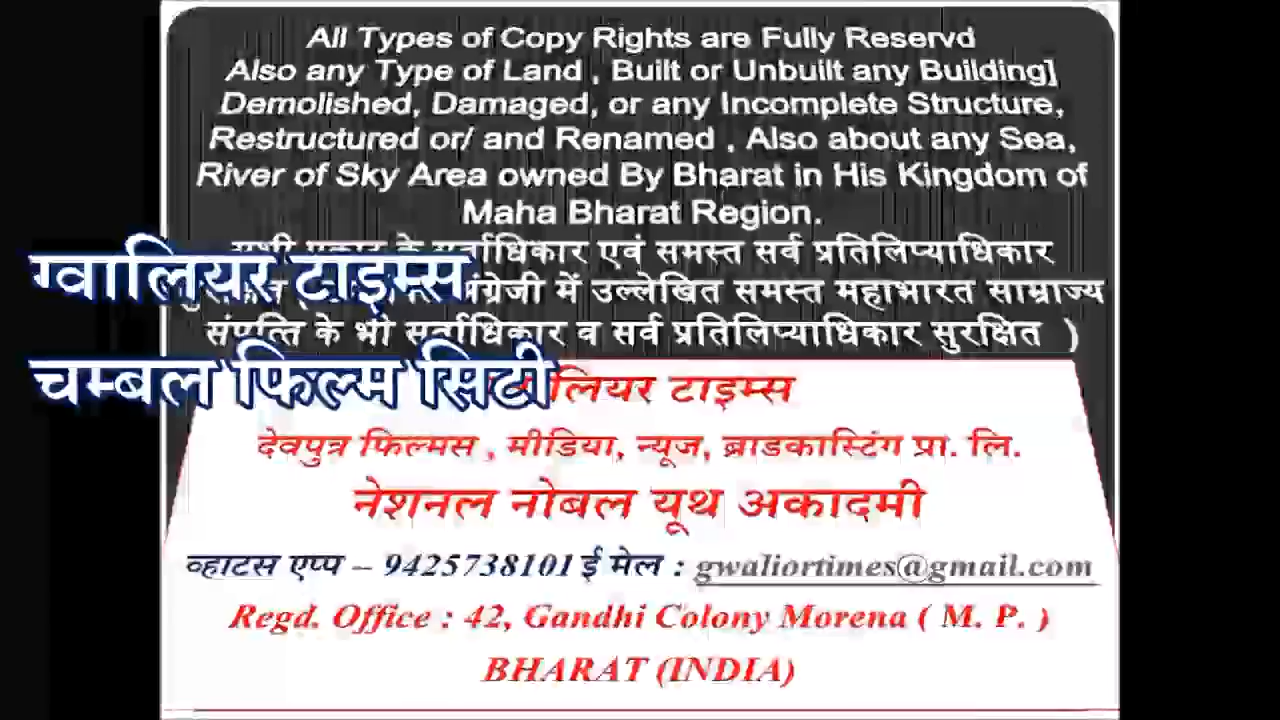 All Types of Copy Rights are Fully Reservd
Also any Type of Land , Built or Unbuilt any Building]
Demolished, Damaged, or any Incomplete Structure,
Restructured or/ and Renamed , Also about any Sea,
River of Sky Area owned By Bharat in His Kingdom of
Maha Bharat Region.
एवं समस्त सर्व प्रतिलिप्याधिकार
में उल्लेखित समस्त महाभारत साम्राज्य
संपत्ति के भी सर्वाधिकार व सर्व प्रतिलिप्याधिकार सुरक्षित )
ग्वालियर टाइम्स
चम्बल फिल्म सिटी
टाइम्स
देवपुत्र फिल्मस , मीडिया, न्यूज, ब्राडकास्टिंग प्रा. लि.
नेशनल नोबल यूथ अकादमी
व्हाटस एप्प – 9425738101 ई मेल : gwaliortimes@gmail.com
Regd. Office : 42, Gandhi Colony Morena ( M. P. )
BHARAT (INDIA)